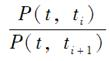 P(t, t_i)
P(t, t_{i+1})